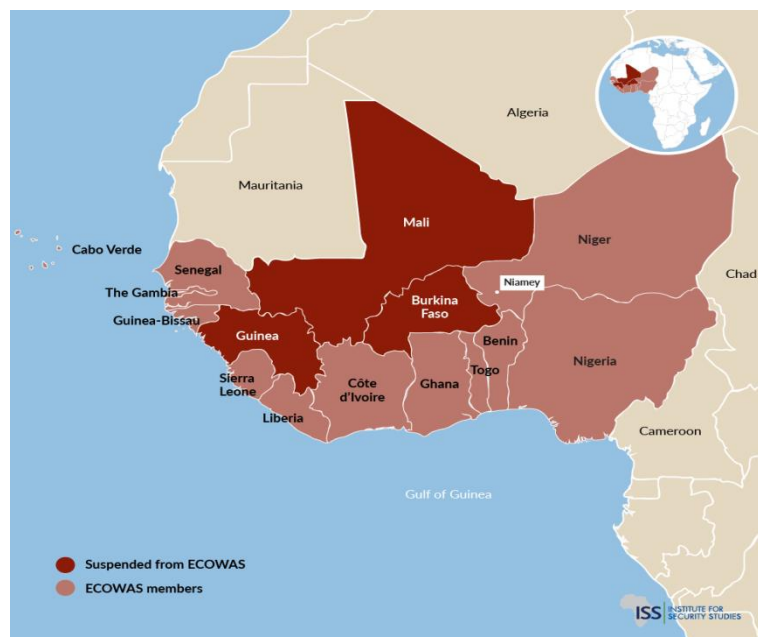 Algeria
Mauritania
Mali
Niger
Cabo Verde
Senegal
Chad
Niamey
The Gambia
Burkina
Faso
Guinea-Bissau
Guinea
Benin
Nigeria
Sierra
Leone
Côte
d'Ivoire
Ghana
Togo
Liberia
Cameroon
Gulf of Guinea
Suspended from ECOWAS
ECOWAS members
ISS
INSTITUTE FOR
SECURITY STUDIES